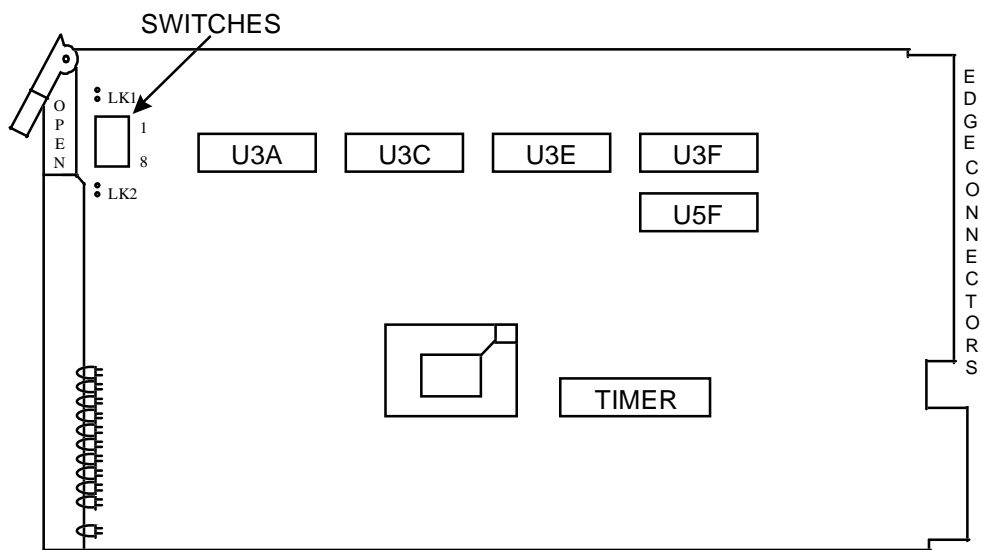 SWITCHES
LK1
OPEN
1
8
LK2
U3A
U3C
U3E
U3F
U5F
TIMER
EDGE CONNECTORS